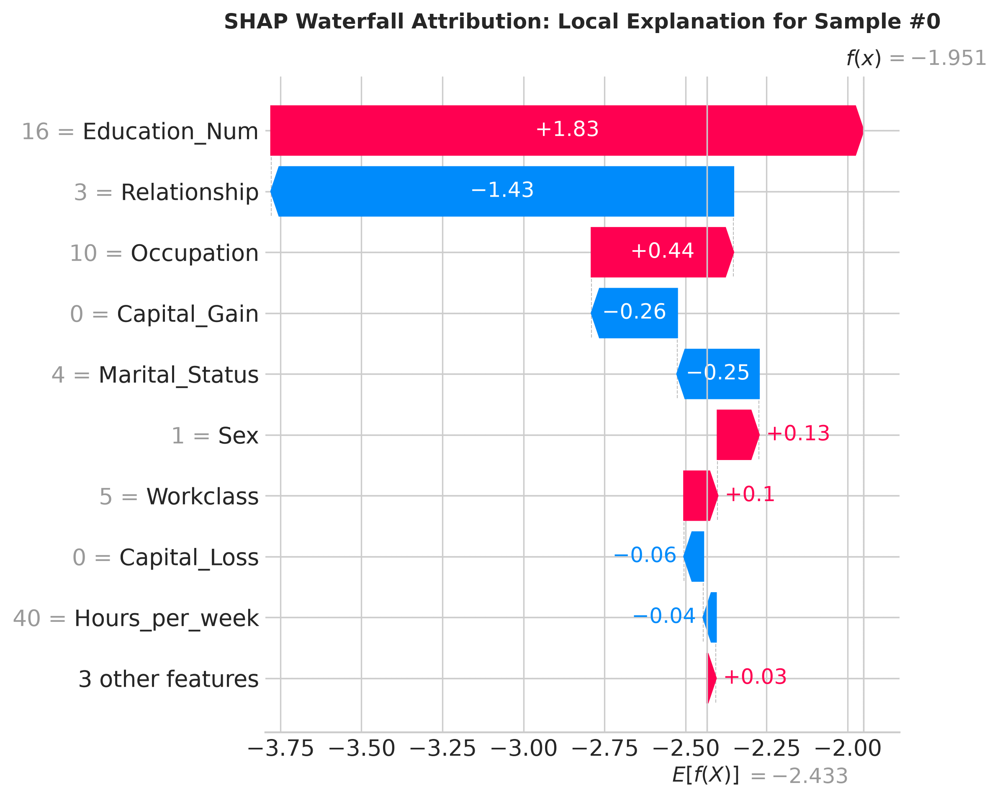 SHAP Waterfall Attribution: Local Explanation for Sample #0
f(x) = −1.951
16 = Education_Num
+1.83
3 = Relationship
−1.43
10 = Occupation
+0.44
0 = Capital_Gain
−0.26
4 = Marital_Status
−0.25
1 = Sex
+0.13
5 = Workclass
+0.1
0 = Capital_Loss
−0.06
40 = Hours_per_week
−0.04
3 other features
+0.03
−3.75 −3.50 −3.25 −3.00 −2.75 −2.50 −2.25 −2.00
E[f(X)] = −2.433